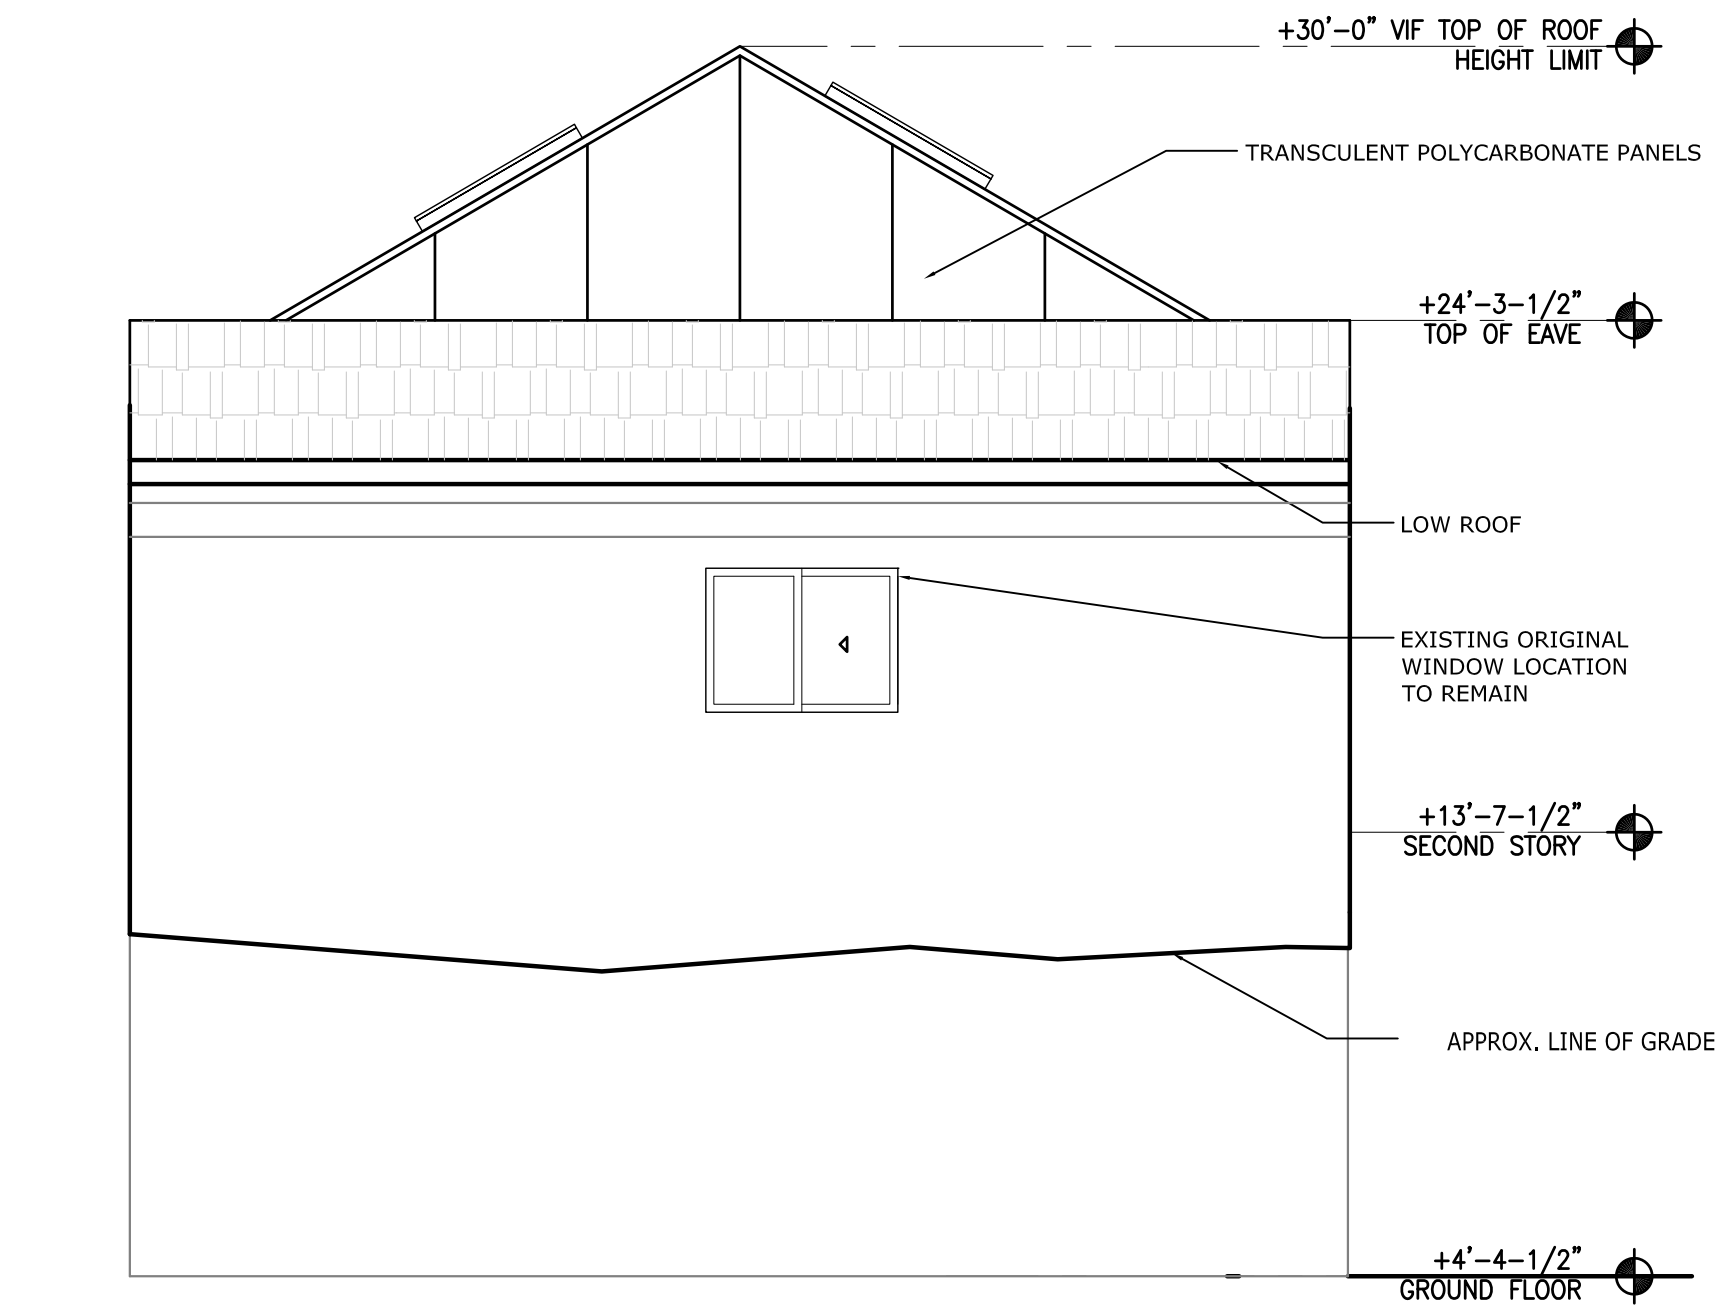 +30'-0" VIF TOP OF ROOF
HEIGHT LIMIT
TRANSCULENT POLYCARBONATE PANELS
+24'-3-1/2"
TOP OF EAVE
LOW ROOF
EXISTING ORIGINAL
WINDOW LOCATION
TO REMAIN
+13'-7-1/2"
SECOND STORY
APPROX. LINE OF GRADE
+4'-4-1/2"
GROUND FLOOR